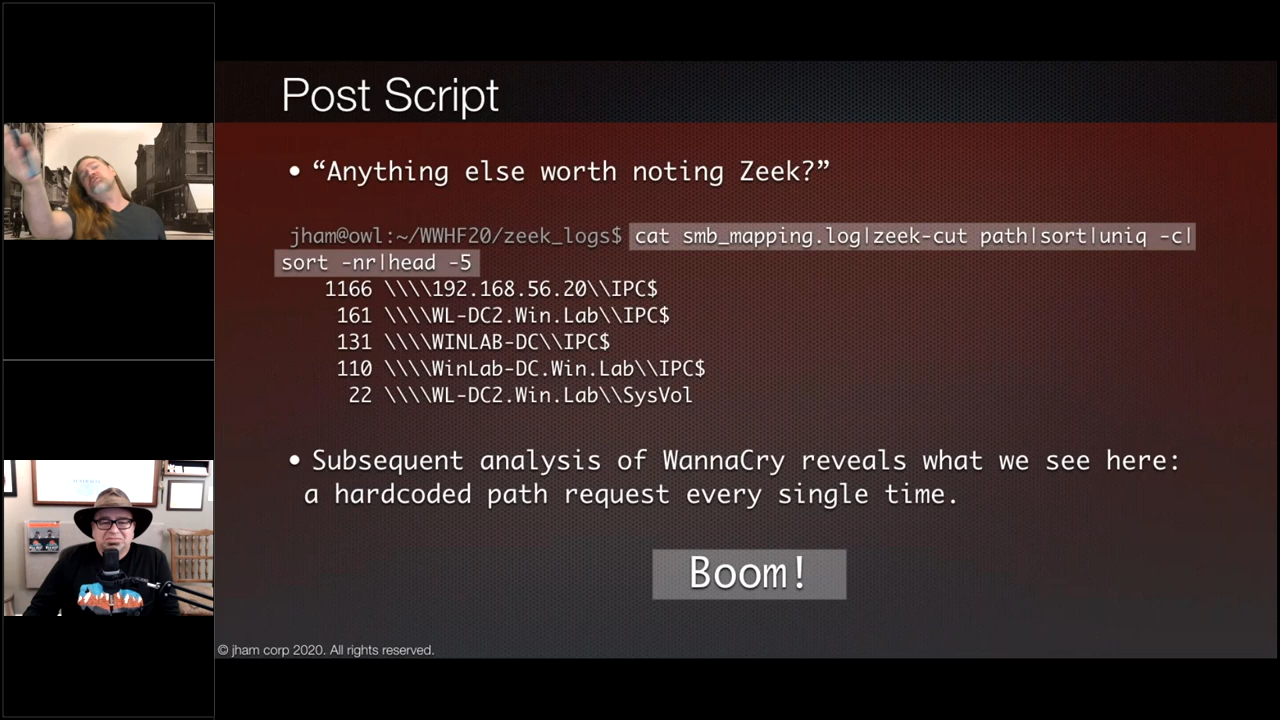 Post Script
• “Anything else worth noting Zeek?”
jham@owl:~/WWHF20/zeek_logs$ cat smb_mapping.log|zeek-cut path|sort|uniq -c|
sort -nr|head -5
1166 \\\\192.168.56.20\\IPC$
161 \\\\WL-DC2.Win.Lab\\IPC$
131 \\\\WINLAB-DC\\IPC$
110 \\\\WinLab-DC.Win.Lab\\IPC$
22 \\\\WL-DC2.Win.Lab\\SysVol
• Subsequent analysis of WannaCry reveals what we see here:
a hardcoded path request every single time.
Boom!
© jham corp 2020. All rights reserved.